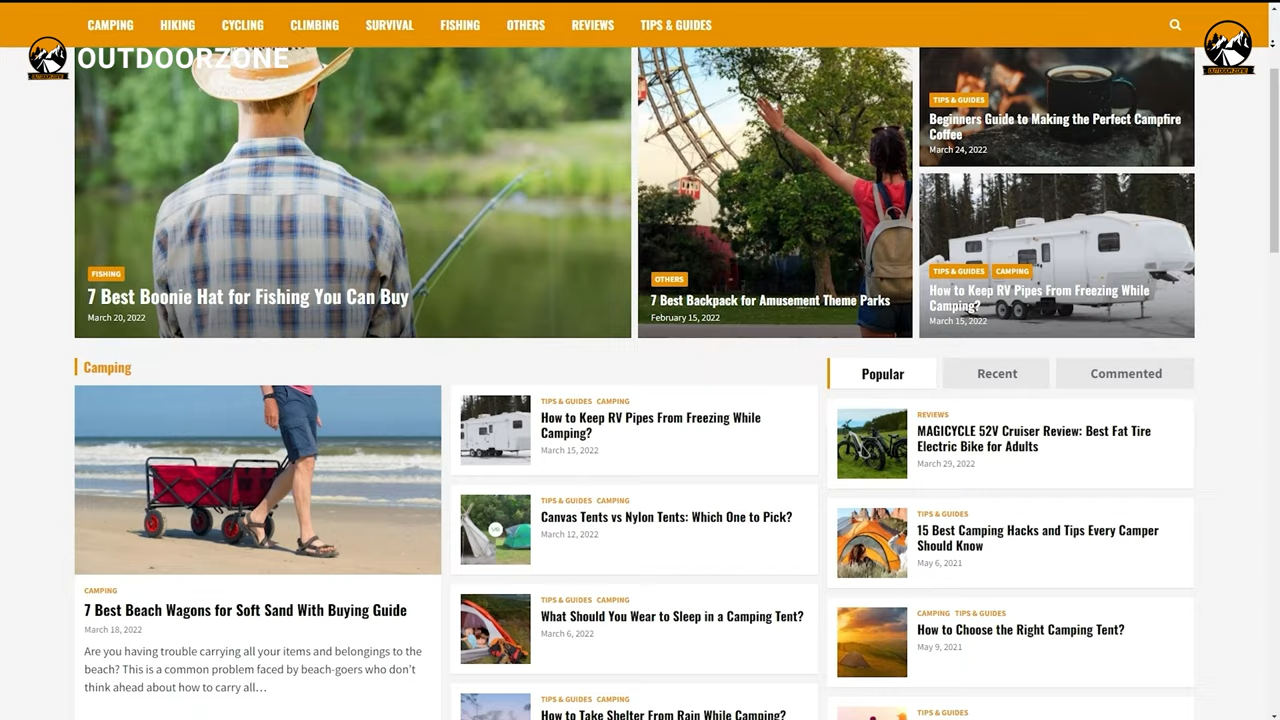 CAMPING HIKING CYCLING CLIMBING SURVIVAL FISHING OTHERS REVIEWS TIPS & GUIDES
OUTDOORZONE
OUTDOORZONE
OUTDOORZONE
FISHING
7 Best Boonie Hat for Fishing You Can Buy
March 20, 2022
OTHERS
7 Best Backpack for Amusement Theme Parks
February 15, 2022
TIPS & GUIDES
Beginners Guide to Making the Perfect Campfire
Coffee
March 24, 2022
TIPS & GUIDES CAMPING
How to Keep RV Pipes From Freezing While
Camping?
March 15, 2022
Camping
CAMPING
7 Best Beach Wagons for Soft Sand With Buying Guide
March 18, 2022
Are you having trouble carrying all your items and belongings to the
beach? This is a common problem faced by beach-goers who don't
think ahead about how to carry all...
TIPS & GUIDES CAMPING
How to Keep RV Pipes From Freezing While
Camping?
March 15, 2022
TIPS & GUIDES CAMPING
Canvas Tents vs Nylon Tents: Which One to Pick?
March 12, 2022
VS
TIPS & GUIDES CAMPING
What Should You Wear to Sleep in a Camping Tent?
March 6, 2022
TIPS & GUIDES CAMPING
How to Take Shelter From Rain While Camping?
Popular Recent Commented
REVIEWS
MAGICYCLE 52V Cruiser Review: Best Fat Tire
Electric Bike for Adults
March 29, 2022
TIPS & GUIDES
15 Best Camping Hacks and Tips Every Camper
Should Know
May 6, 2021
CAMPING TIPS & GUIDES
How to Choose the Right Camping Tent?
May 9, 2021
TIPS & GUIDES